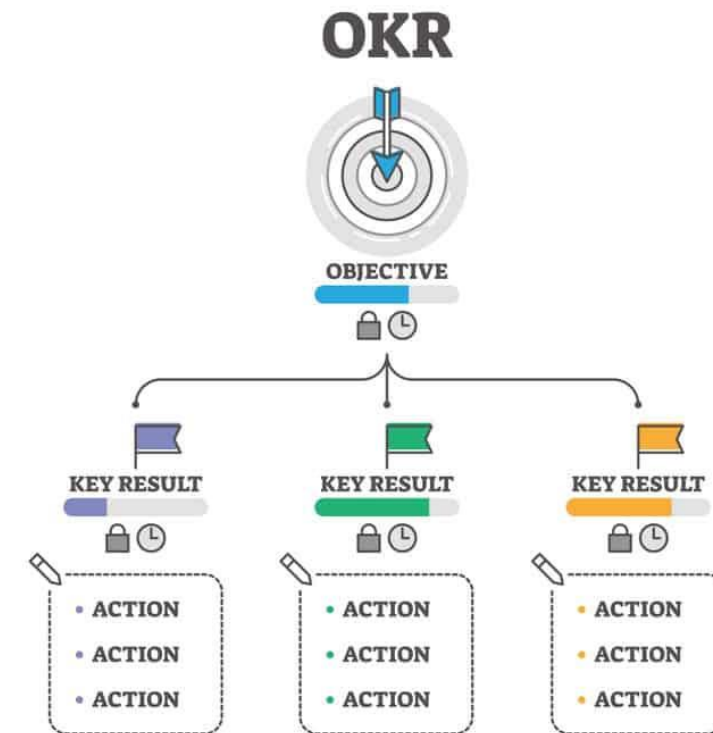 OKR
OBJECTIVE
KEY RESULT
KEY RESULT
KEY RESULT
ACTION
ACTION
ACTION
ACTION
ACTION
ACTION
ACTION
ACTION
ACTION